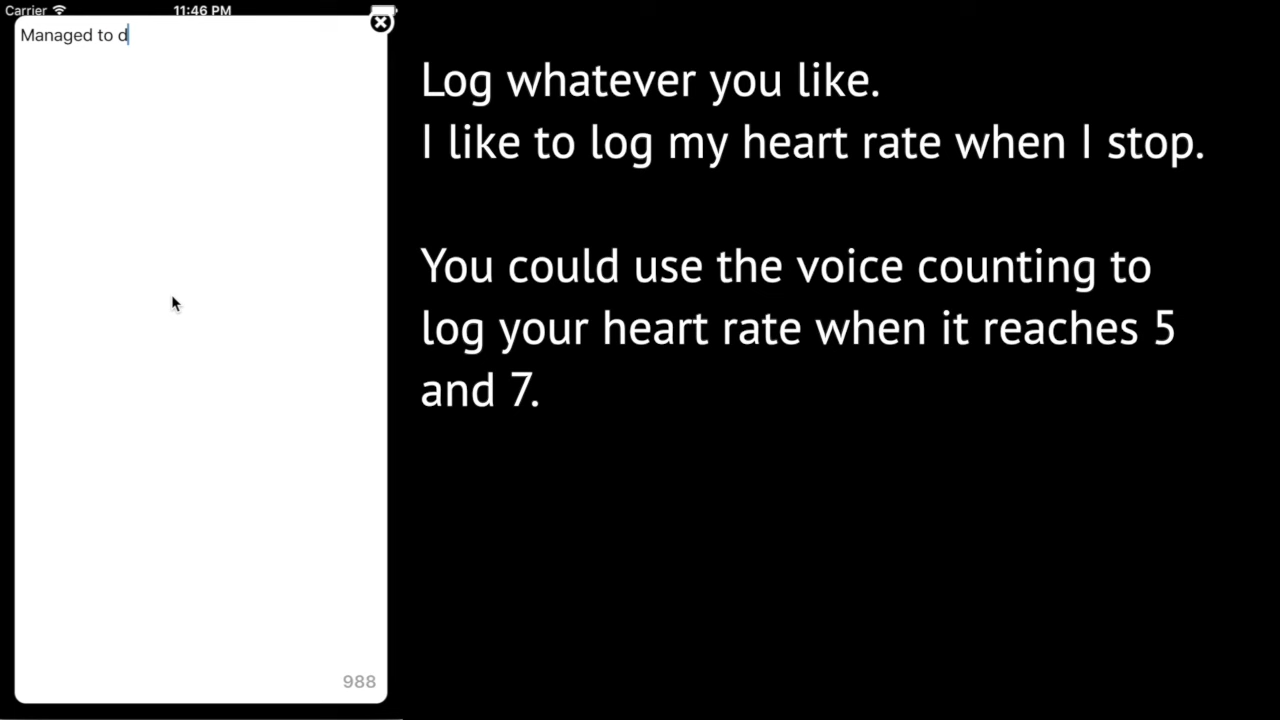 Carrier 11:46 PM
Managed to d
988
Log whatever you like.
I like to log my heart rate when I stop.
You could use the voice counting to
log your heart rate when it reaches 5
and 7.